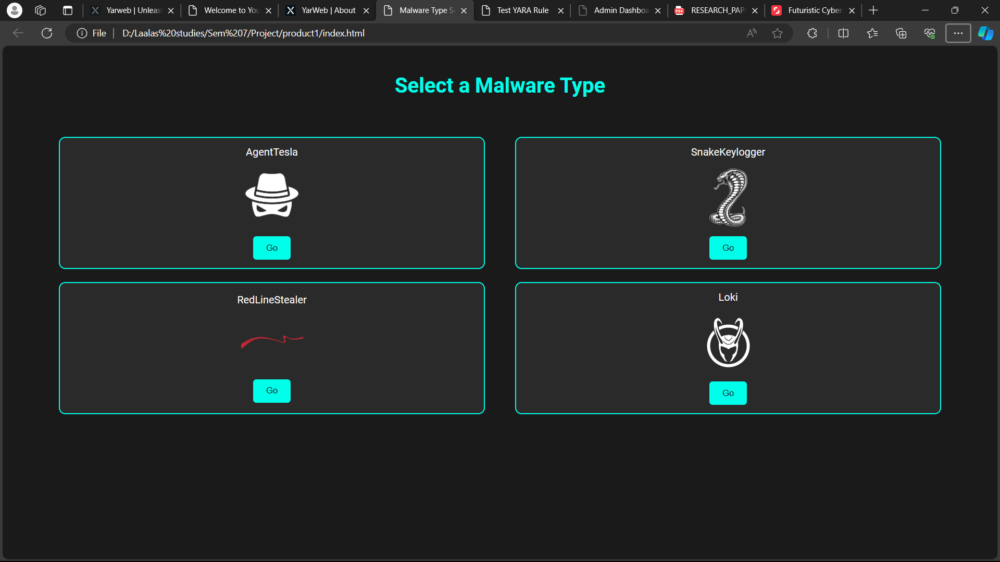 Yarweb | Unleas
Welcome to You
YarWeb | About
Malware Type S
Test YARA Rule
Admin Dashboa
RESEARCH_PAP
Futuristic Cyber
File
D:/Laalas%20studies/Sem%207/Project/product1/index.html
Select a Malware Type
AgentTesla
Go
SnakeKeylogger
Go
RedLineStealer
Go
Loki
Go